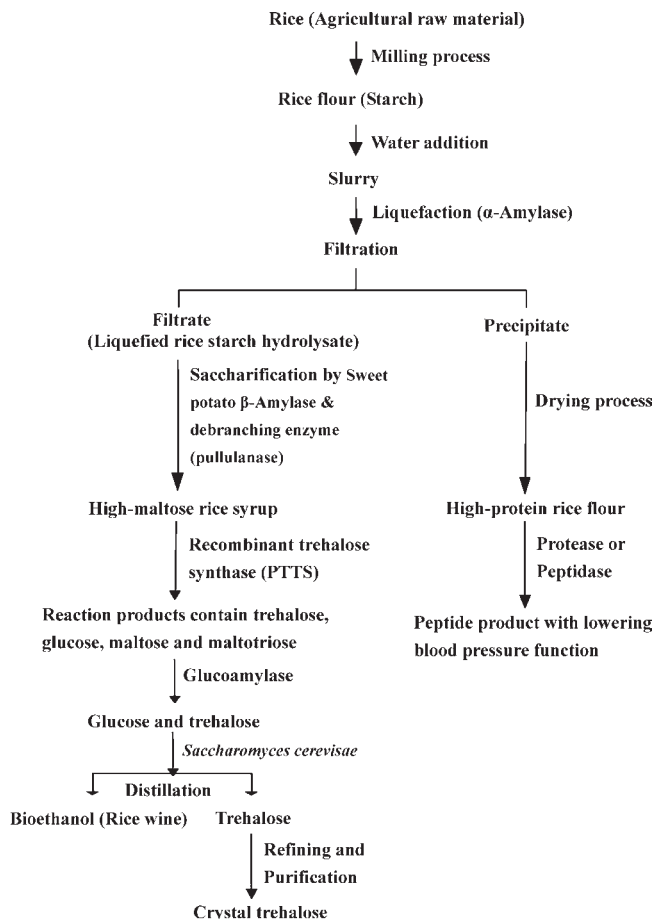 Rice (Agricultural raw material)
Milling process
Rice flour (Starch)
Water addition
Slurry
Liquefaction (α-Amylase)
Filtration
Filtrate
(Liquefied rice starch hydrolysate)
Saccharification by Sweet
potato β-Amylase &
debranching enzyme
(pullulanase)
High-maltose rice syrup
Recombinant trehalose
synthase (PTTS)
Reaction products contain trehalose,
glucose, maltose and maltotriose
Glucoamylase
Glucose and trehalose
Saccharomyces cerevisae
Distillation
Bioethanol (Rice wine)
Trehalose
Refining and
Purification
Crystal trehalose
Precipitate
Drying process
High-protein rice flour
Protease or
Peptidase
Peptide product with lowering
blood pressure function